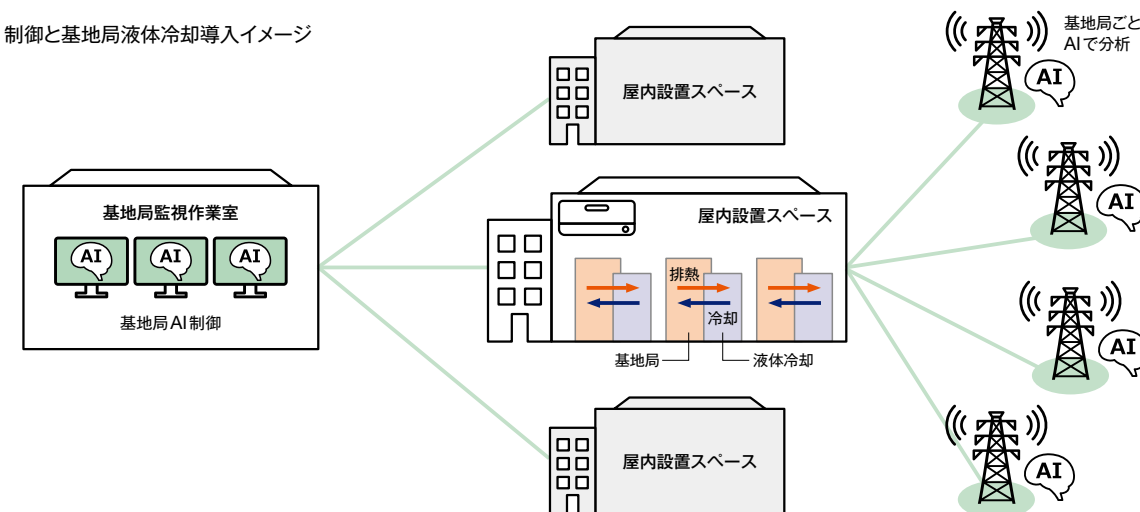 制御と基地局液体冷却導入イメージ
基地局監視作業室
AI
AI
AI
基地局AI制御
屋内設置スペース
屋内設置スペース
排熱
冷却
基地局
液体冷却
屋内設置スペース
基地局ごと
AIで分析
AI
AI
AI
AI